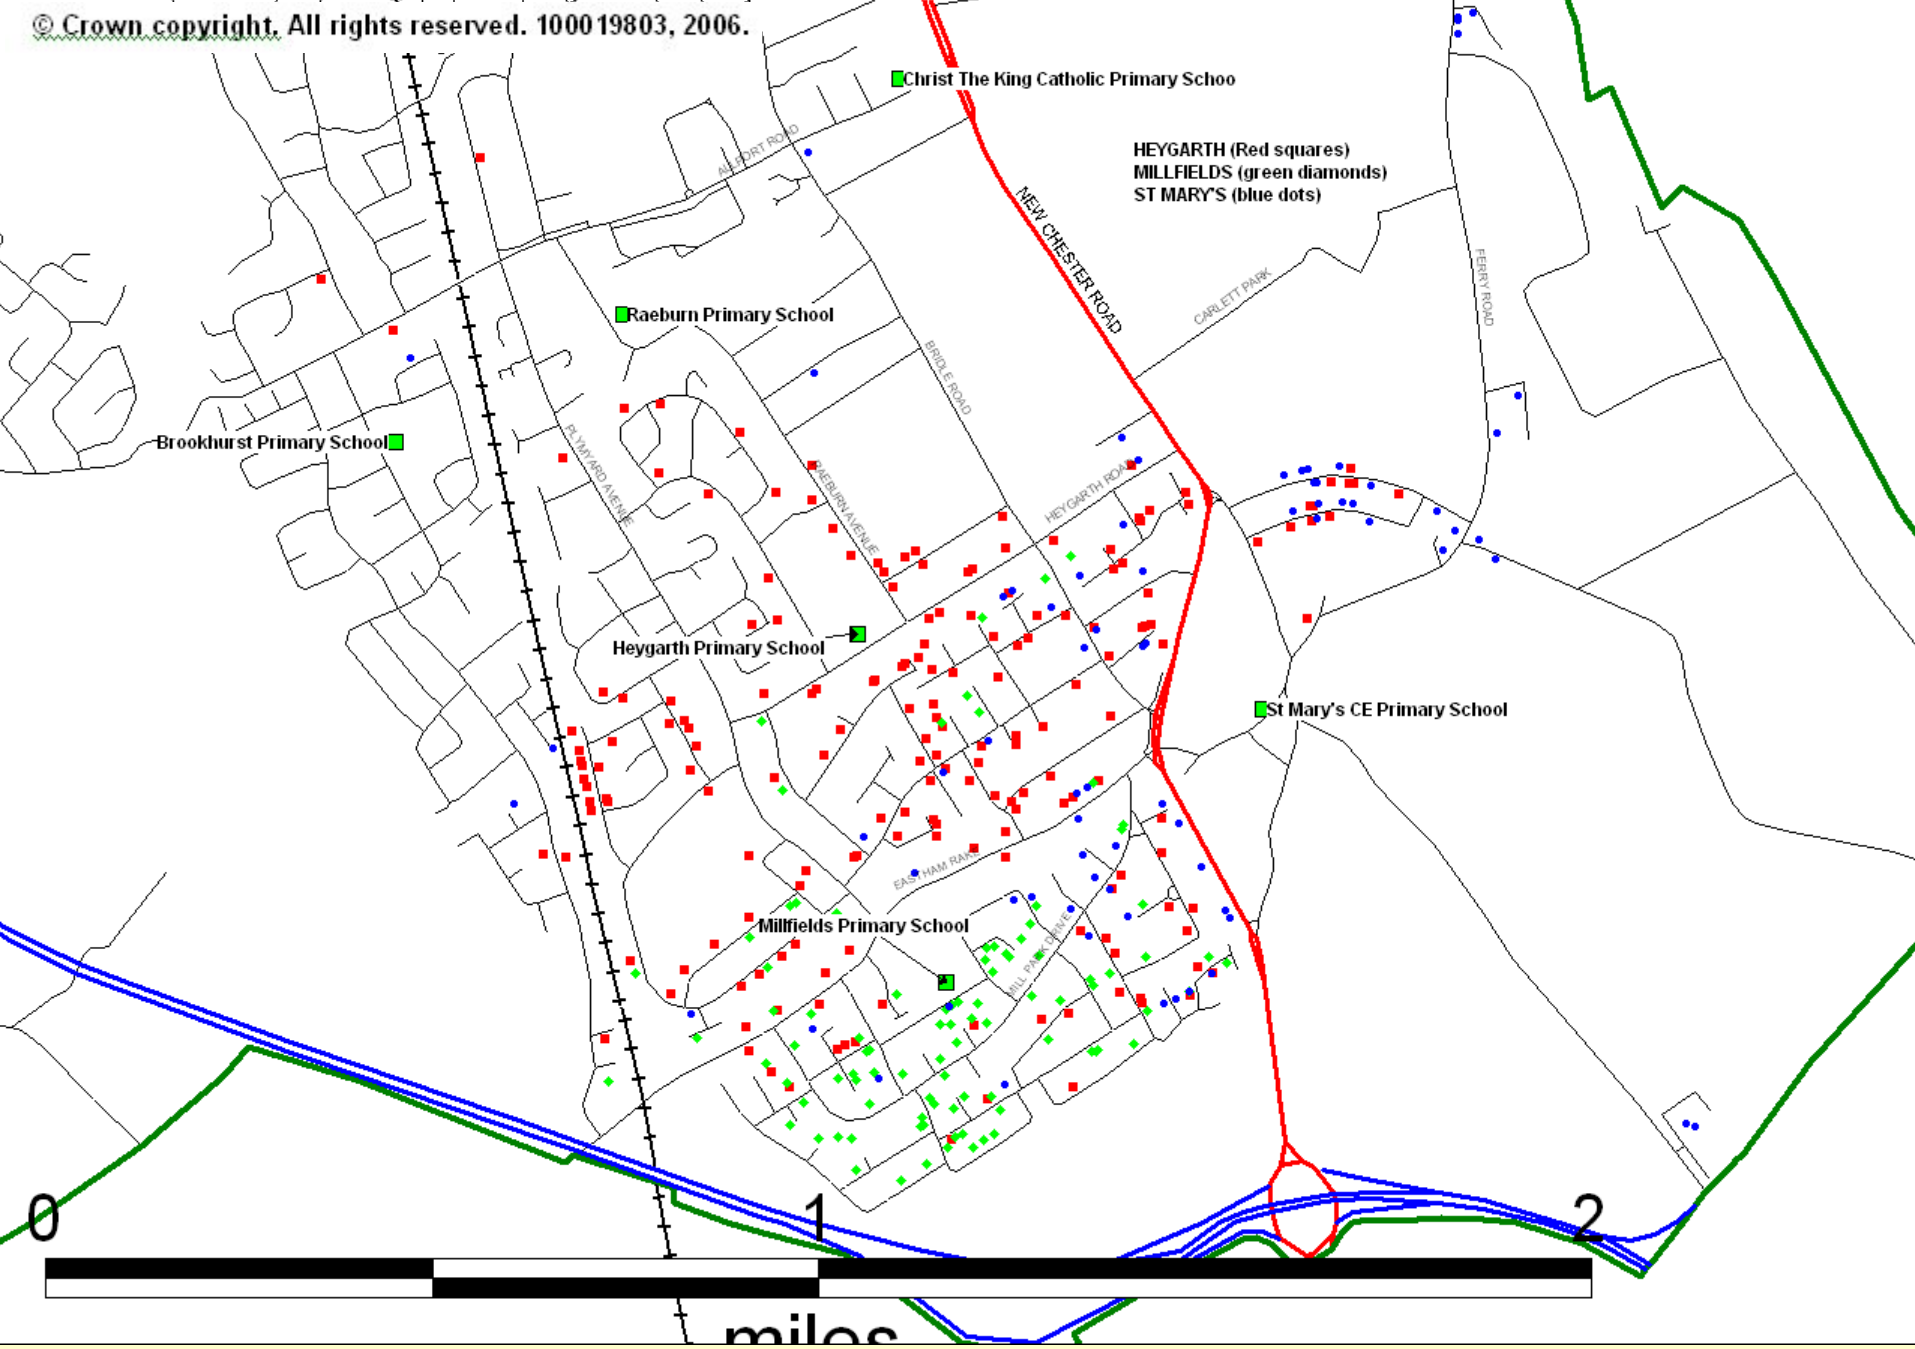 © Crown copyright. All rights reserved. 100019803, 2006.
Christ The King Catholic Primary Schoo
ALLPORT ROAD
HEYGARTH (Red squares)
MILLFIELDS (green diamonds)
ST MARY'S (blue dots)
NEW CHESTER ROAD
FERRY ROAD
CARLETT PARK
Raeburn Primary School
BRIDLE ROAD
Brookhurst Primary School
PLYMYARD AVENUE
RAEBURN AVENUE
HEYGARTH ROAD
Heygarth Primary School
St Mary's CE Primary School
EASTHAM RAKE
Millfields Primary School
MILL PARK DRIVE
0 1 2
miles